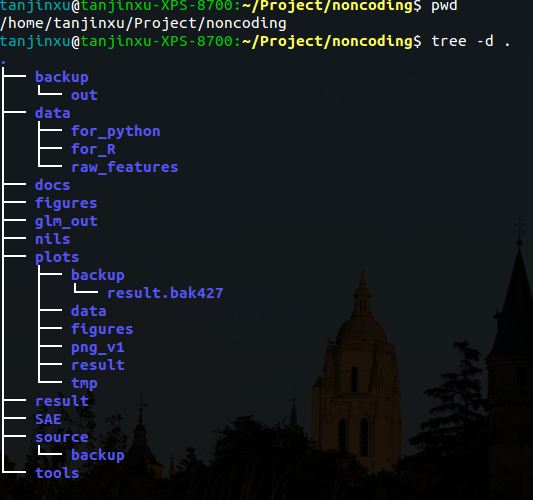 tanjinxu@tanjinxu-XPS-8700:~/Project/noncoding$ pwd
/home/tanjinxu/Project/noncoding
tanjinxu@tanjinxu-XPS-8700:~/Project/noncoding$ tree -d .
.
├── backup
│   └── out
├── data
│   ├── for_python
│   ├── for_R
│   └── raw_features
├── docs
├── figures
├── glm_out
├── nils
├── plots
│   ├── backup
│   │   └── result.bak427
│   ├── data
│   ├── figures
│   ├── png_v1
│   ├── result
│   └── tmp
├── result
├── SAE
├── source
│   └── backup
└── tools